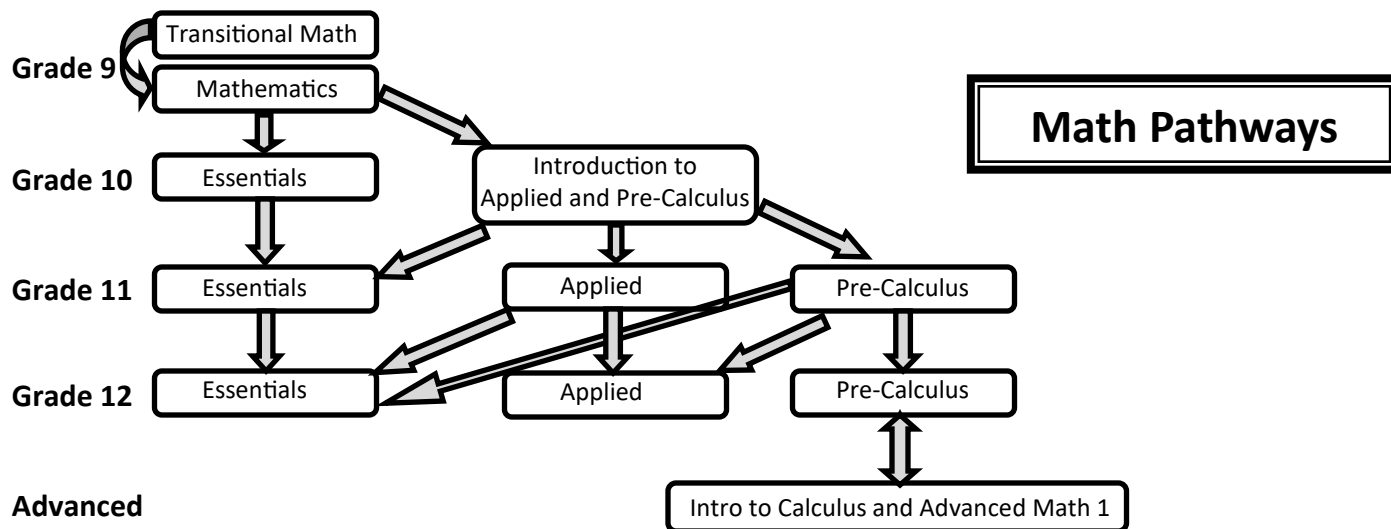 Transitional Math
Grade 9
Mathematics
Math Pathways
Grade 10
Essentials
Introduction to
Applied and Pre-Calculus
Grade 11
Essentials
Applied
Pre-Calculus
Grade 12
Essentials
Applied
Pre-Calculus
Advanced
Intro to Calculus and Advanced Math 1